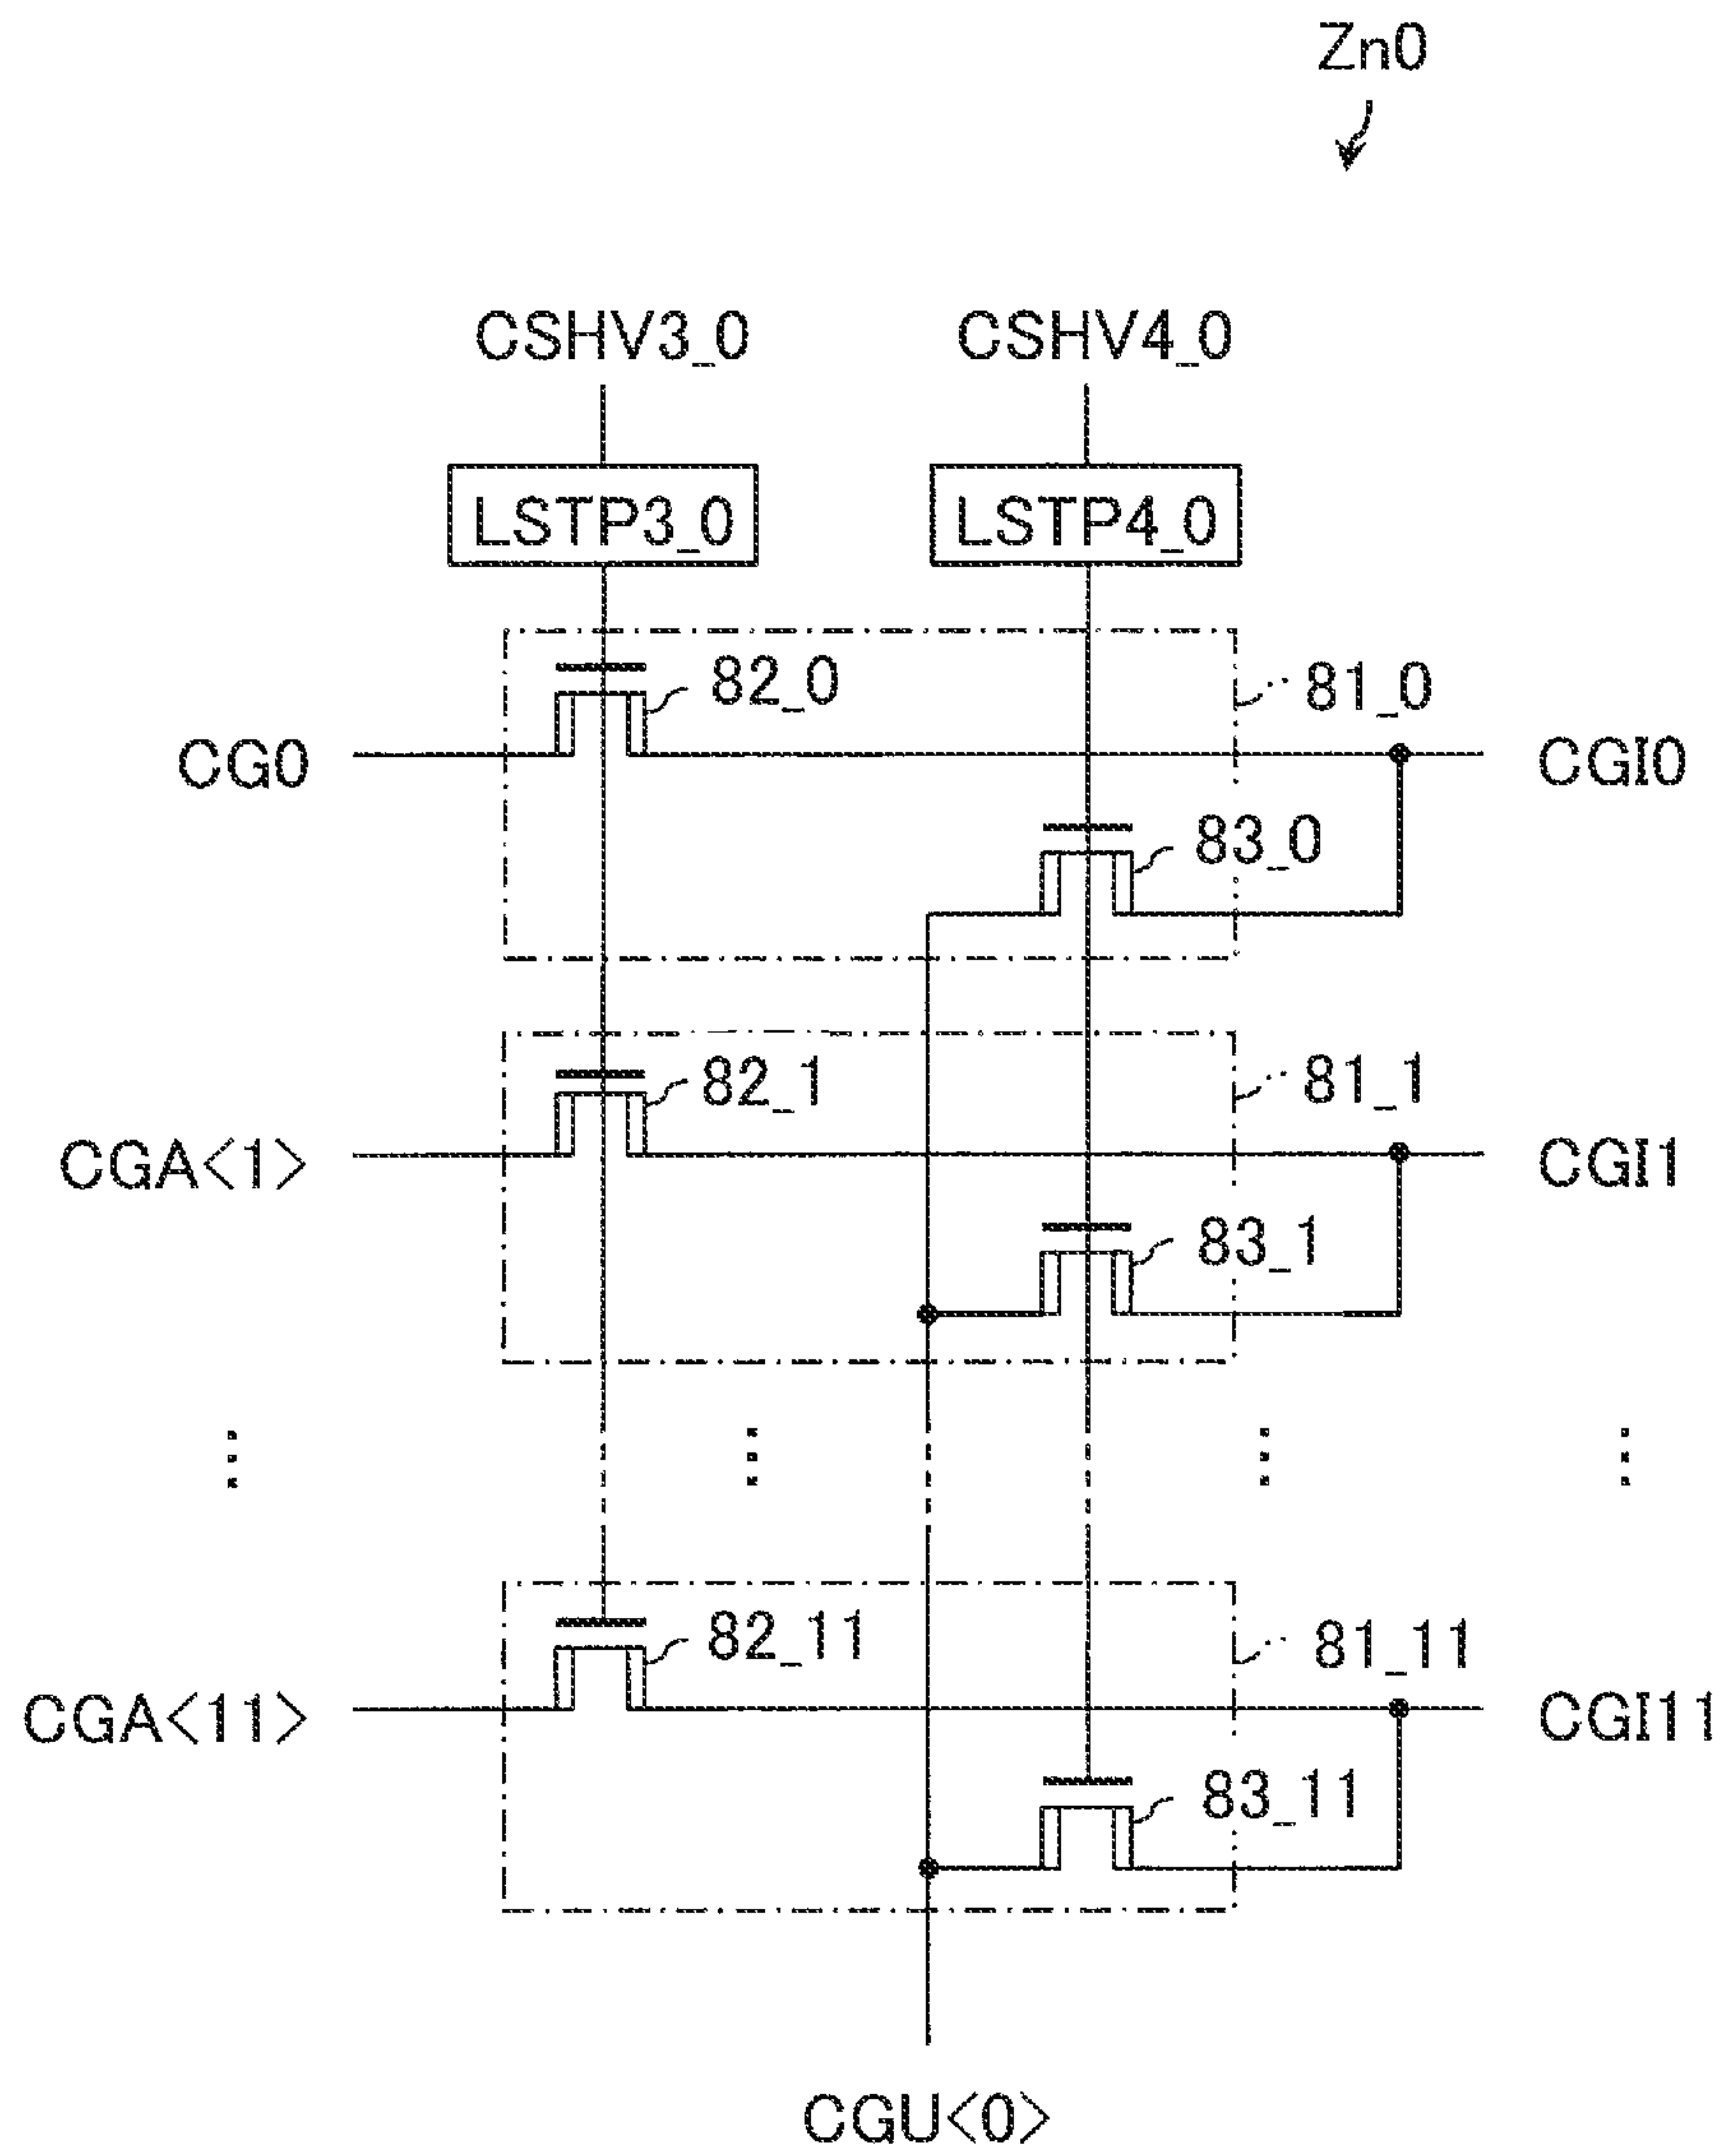 Zn0
CSHV3_0 CSHV4_0
LSTP3_0 LSTP4_0
82_0 81_0
CG0 CGI0
83_0
82_1 81_1
CGA<1> CGI1
83_1
82_11 81_11
CGA<11> CGI11
83_11
CGU<0>